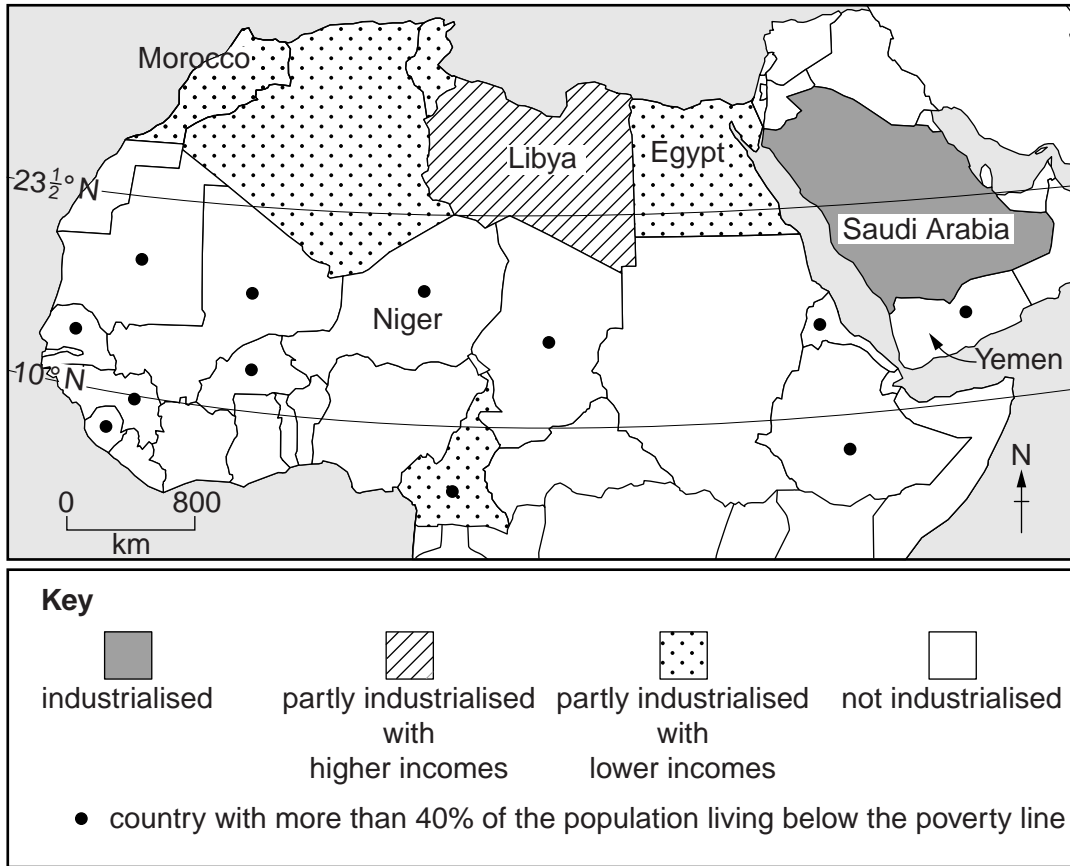 Morocco
Libya
Egypt
23 1/2° N
Saudi Arabia
Niger
Yemen
10° N
N
0 800
km
Key
industrialised
partly industrialised
with
higher incomes
partly industrialised
with
lower incomes
not industrialised
● country with more than 40% of the population living below the poverty line